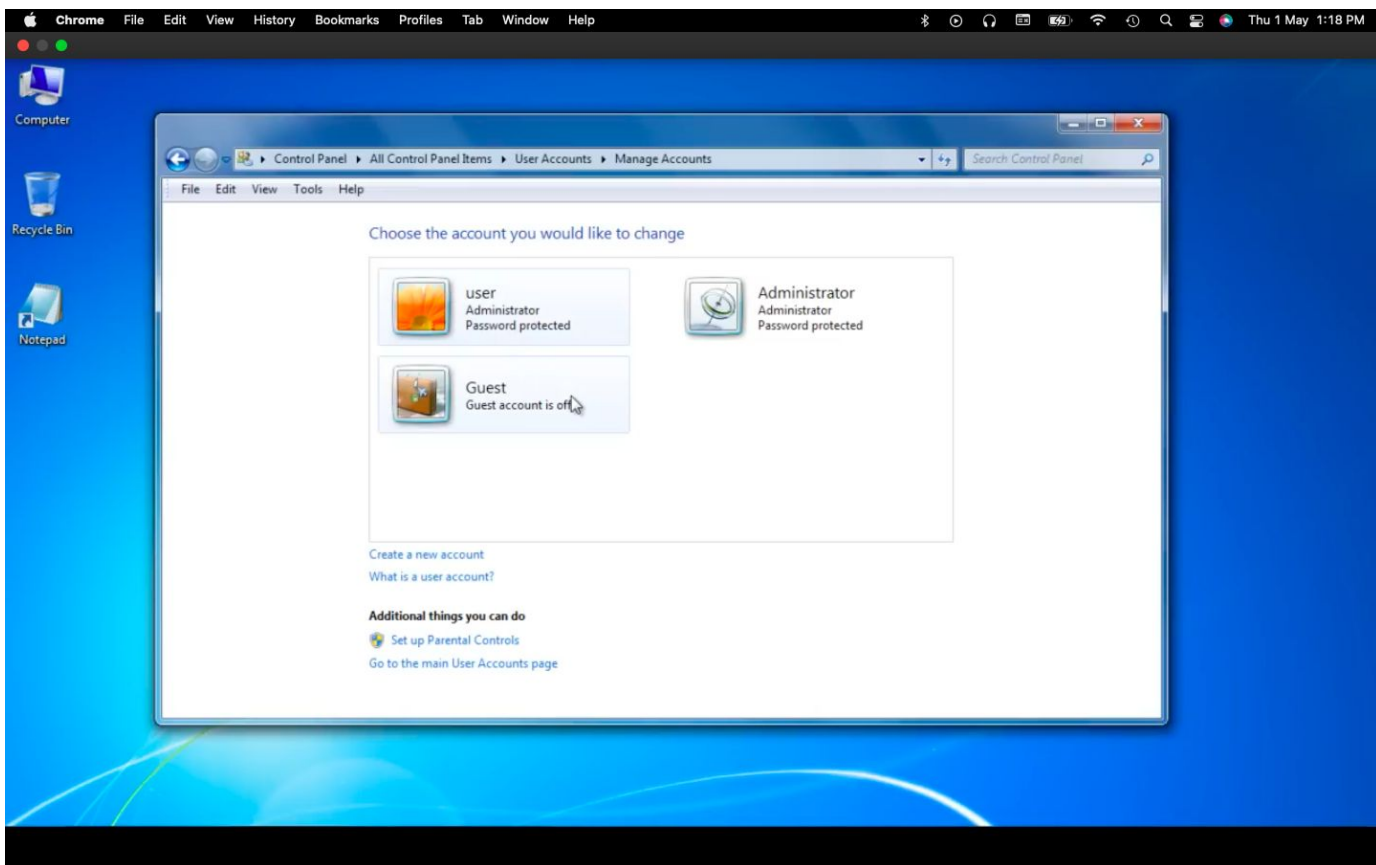 Chrome File Edit View History Bookmarks Profiles Tab Window Help Thu 1 May 1:18 PM
Computer
Control Panel All Control Panel Items User Accounts Manage Accounts Search Control Panel
File Edit View Tools Help
Recycle Bin
Choose the account you would like to change
user
Administrator
Password protected
Administrator
Administrator
Password protected
Notepad
Guest
Guest account is off
Create a new account
What is a user account?
Additional things you can do
Set up Parental Controls
Go to the main User Accounts page